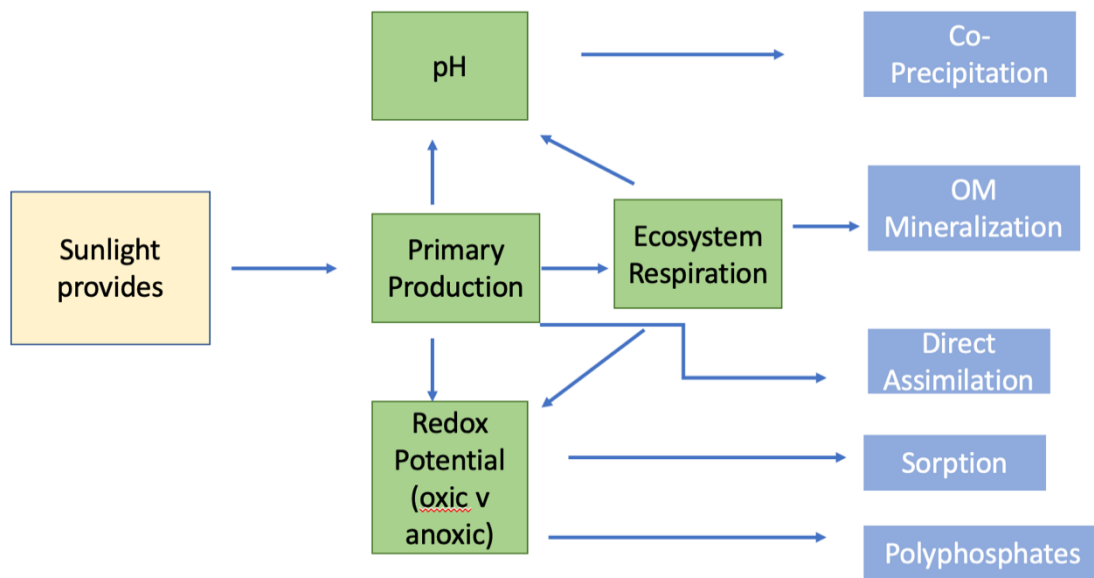 pH
Co-
Precipitation
Sunlight
provides
Primary
Production
Ecosystem
Respiration
OM
Mineralization
Direct
Assimilation
Redox
Potential
(oxic v
anoxic)
Sorption
Polyphosphates